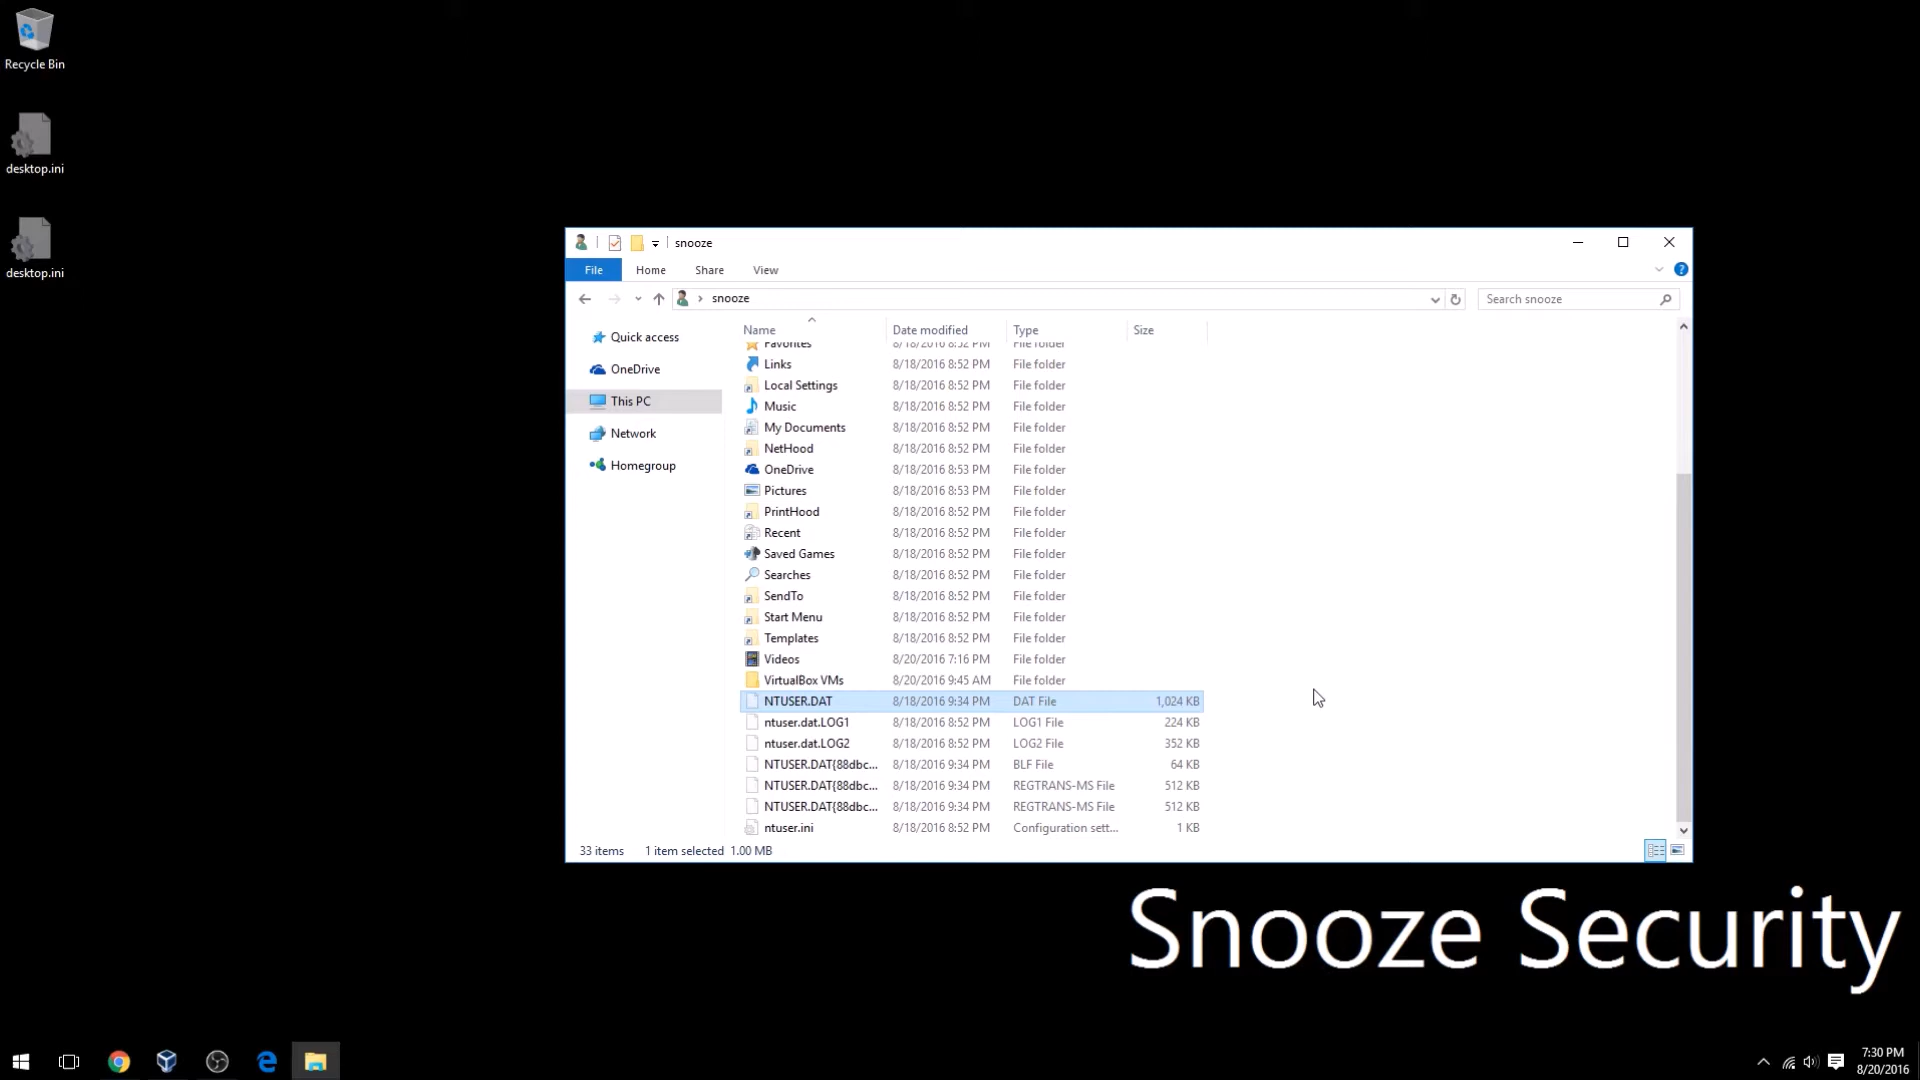 Recycle Bin
desktop.ini
desktop.ini
snooze
File Home Share View
snooze
Search snooze
Quick access
OneDrive
This PC
Network
Homegroup
Name Date modified Type Size
Favorites 8/18/2016 8:52 PM File folder
Links 8/18/2016 8:52 PM File folder
Local Settings 8/18/2016 8:52 PM File folder
Music 8/18/2016 8:52 PM File folder
My Documents 8/18/2016 8:52 PM File folder
NetHood 8/18/2016 8:52 PM File folder
OneDrive 8/18/2016 8:53 PM File folder
Pictures 8/18/2016 8:53 PM File folder
PrintHood 8/18/2016 8:52 PM File folder
Recent 8/18/2016 8:52 PM File folder
Saved Games 8/18/2016 8:52 PM File folder
Searches 8/18/2016 8:52 PM File folder
SendTo 8/18/2016 8:52 PM File folder
Start Menu 8/18/2016 8:52 PM File folder
Templates 8/18/2016 8:52 PM File folder
Videos 8/20/2016 7:16 PM File folder
VirtualBox VMs 8/20/2016 9:45 AM File folder
NTUSER.DAT 8/18/2016 9:34 PM DAT File 1,024 KB
ntuser.dat.LOG1 8/18/2016 8:52 PM LOG1 File 224 KB
ntuser.dat.LOG2 8/18/2016 8:52 PM LOG2 File 352 KB
NTUSER.DAT{88dbc... 8/18/2016 9:34 PM BLF File 64 KB
NTUSER.DAT{88dbc... 8/18/2016 9:34 PM REGTRANS-MS File 512 KB
NTUSER.DAT{88dbc... 8/18/2016 9:34 PM REGTRANS-MS File 512 KB
ntuser.ini 8/18/2016 8:52 PM Configuration sett... 1 KB
33 items 1 item selected 1.00 MB
Snooze Security
7:30 PM
8/20/2016